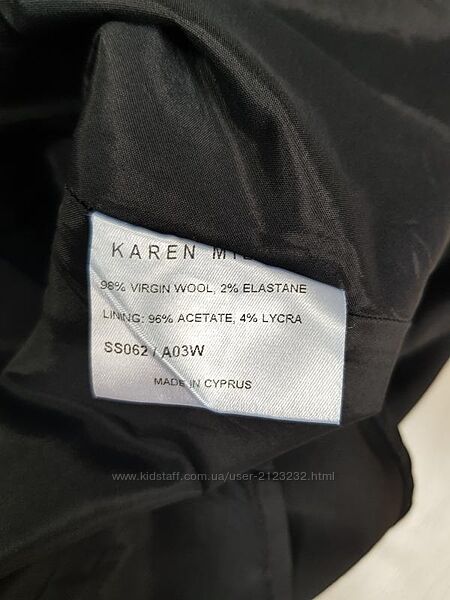 KAREN
98% VIRGIN WOOL, 2% ELASTANE
LINING: 96% ACETATE, 4% LYCRA
SS062 / A03W
MADE IN CYPRUS
www.kidstaff.com.ua/user-2123232.html